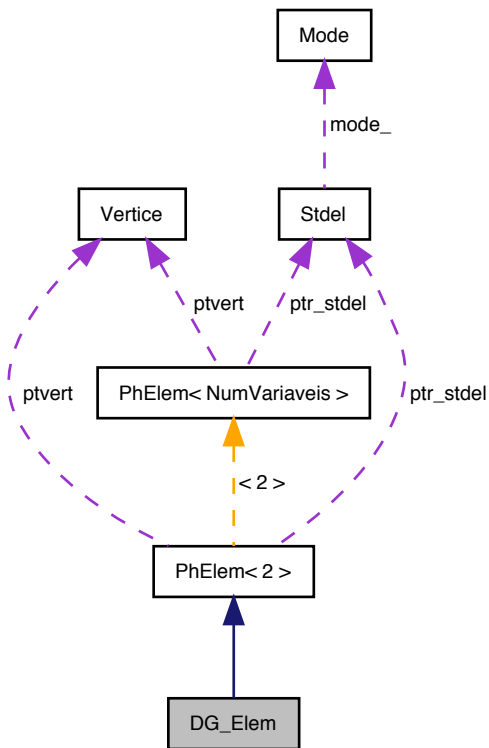 Mode
mode_
Vertice
Stdel
ptvert
ptr_stdel
PhElem< NumVariaveis >
ptvert
ptr_stdel
< 2 >
PhElem< 2 >
DG_Elem